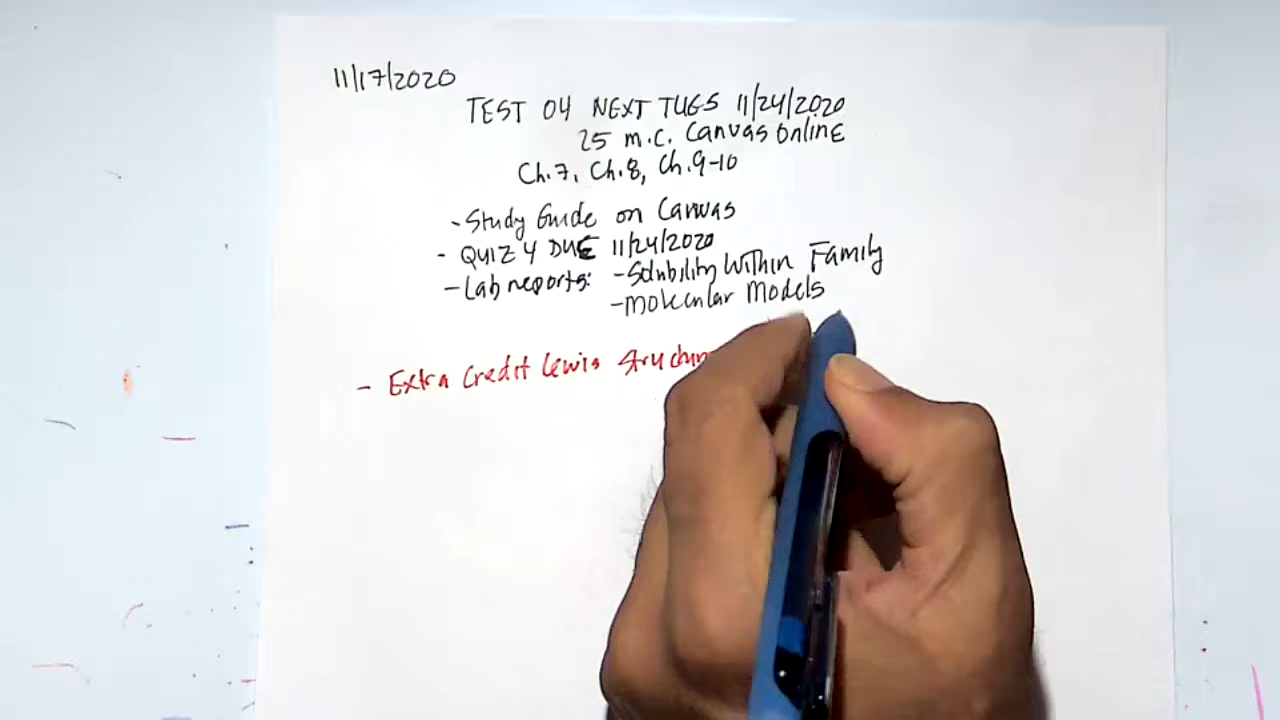 11/17/2020
TEST 04 NEXT TUES 11/24/2020
25 m.c. Canvas Online
Ch.7, Ch.8, Ch.9-10
- Study Guide on Canvas
- QUIZ 4 DUE 11/24/2020
- Lab reports: - Solubility Within Family
- Molecular Models
- Extra Credit Lewis